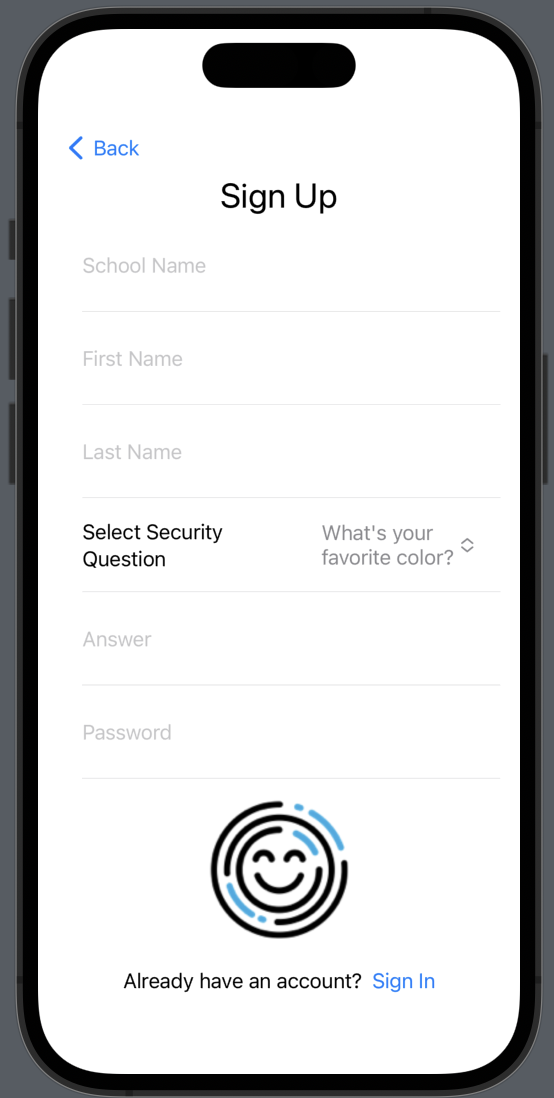 Back
Sign Up
School Name
First Name
Last Name
Select Security
Question
What's your
favorite color?
Answer
Password
Already have an account? Sign In